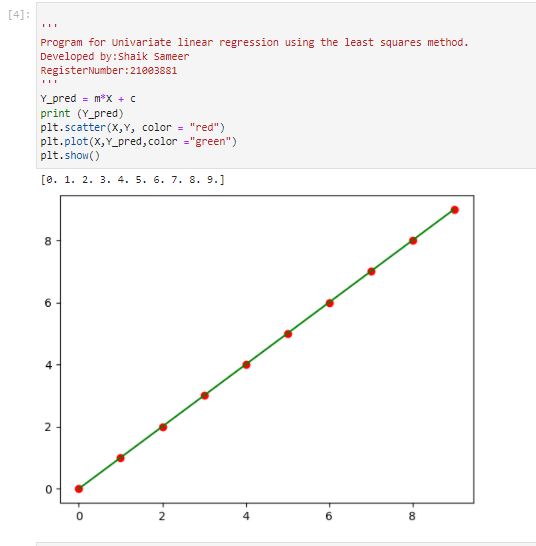 [4]:
'''
Program for Univariate linear regression using the least squares method.
Developed by:Shaik Sameer
RegisterNumber:21003881
'''
Y_pred = m*X + c
print (Y_pred)
plt.scatter(X,Y, color = "red")
plt.plot(X,Y_pred,color ="green")
plt.show()
[0. 1. 2. 3. 4. 5. 6. 7. 8. 9.]
8
6
4
2
0
0 2 4 6 8